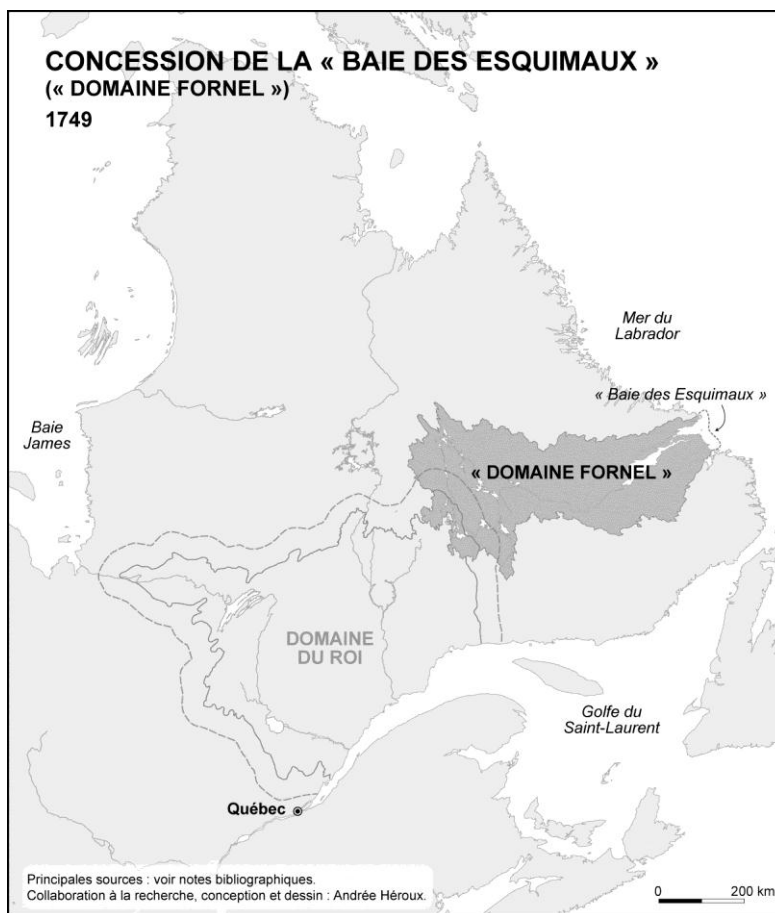 CONCESSION DE LA « BAIE DES ESQUIMAUX »
(« DOMAINE FORNEL »)
1749
Mer du
Labrador
« Baie des Esquimaux »
Baie
James
« DOMAINE FORNEL »
DOMAINE
DU ROI
Golfe du
Saint-Laurent
Québec
Principales sources : voir notes bibliographiques.
Collaboration à la recherche, conception et dessin : Andrée Héroux.
0 200 km